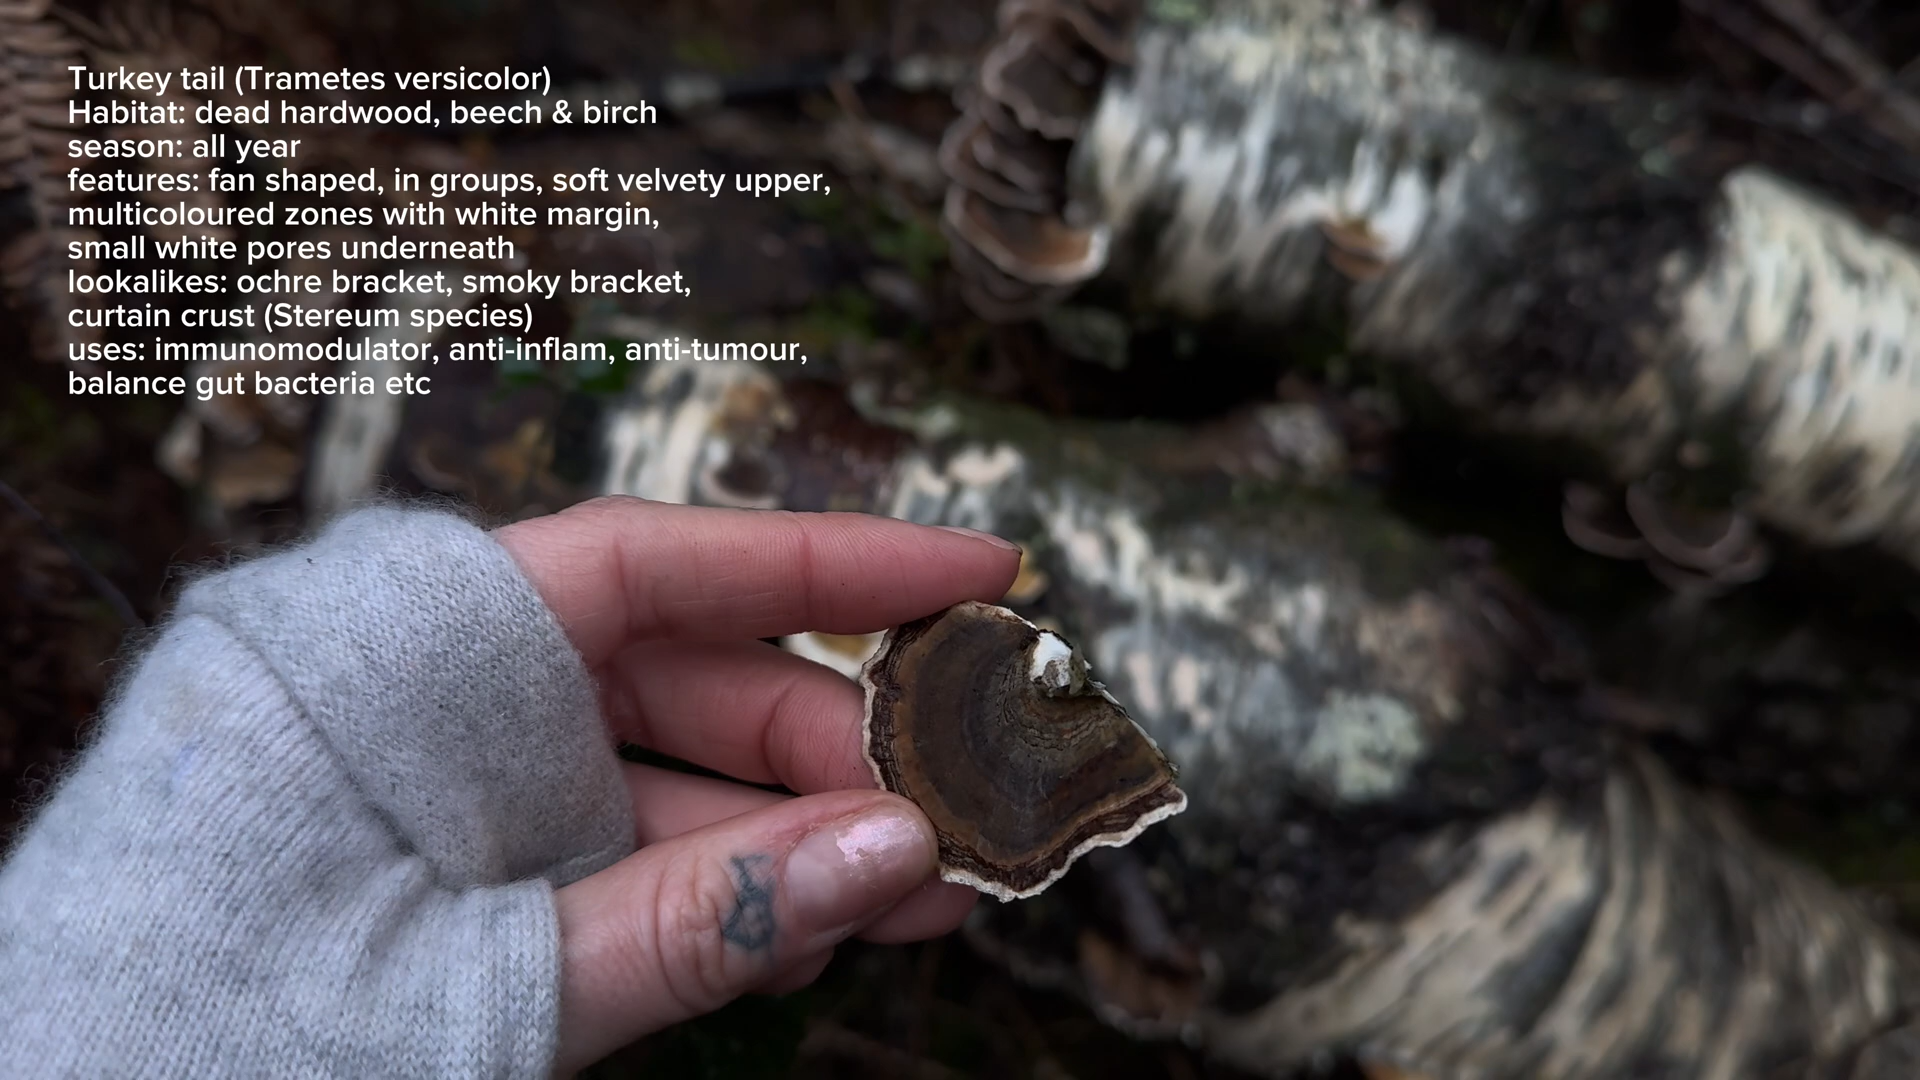 Turkey tail (Trametes versicolor)
Habitat: dead hardwood, beech & birch
season: all year
features: fan shaped, in groups, soft velvety upper,
multicoloured zones with white margin,
small white pores underneath
lookalikes: ochre bracket, smoky bracket,
curtain crust (Stereum species)
uses: immunomodulator, anti-inflam, anti-tumour,
balance gut bacteria etc